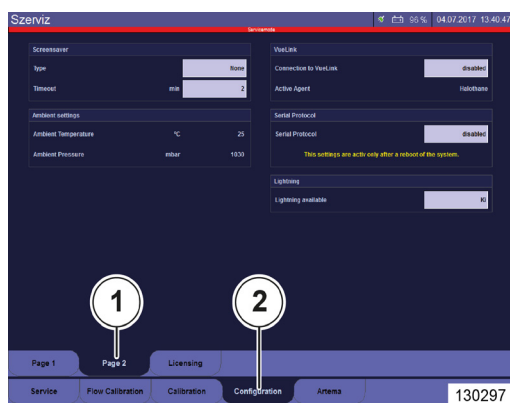 Szerviz
96 % 04.07.2017 13:40:47
Servicemode
Screensaver
Type None
Timeout min 2
Ambient settings
Ambient Temperature °C 25
Ambient Pressure mbar 1030
VueLink
Connection to VueLink disabled
Active Agent Halothane
Serial Protocol
Serial Protocol disabled
This settings are activ only after a reboot of the system.
Lightning
Lightning available Ki
1
2
Page 1 Page 2 Licensing
Service Flow Calibration Calibration Configuration Artema
130297